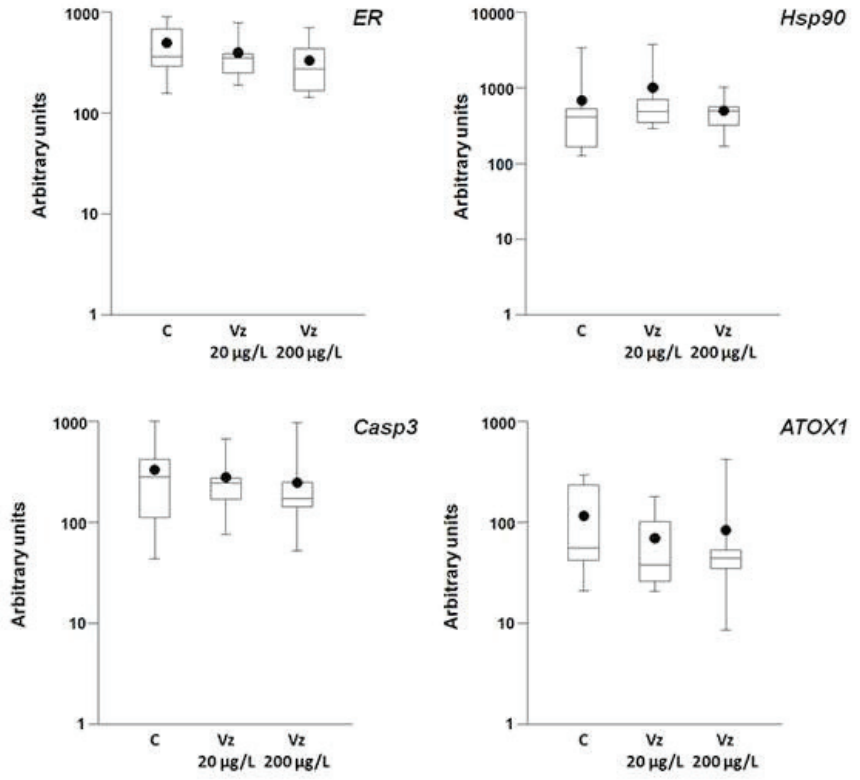 ER
1000
100
10
1
Arbitrary units
C
Vz
20 µg/L
Vz
200 µg/L
Hsp90
10000
1000
100
10
1
Arbitrary units
C
Vz
20 µg/L
Vz
200 µg/L
Casp3
1000
100
10
1
Arbitrary units
C
Vz
20 µg/L
Vz
200 µg/L
ATOX1
1000
100
10
1
Arbitrary units
C
Vz
20 µg/L
Vz
200 µg/L